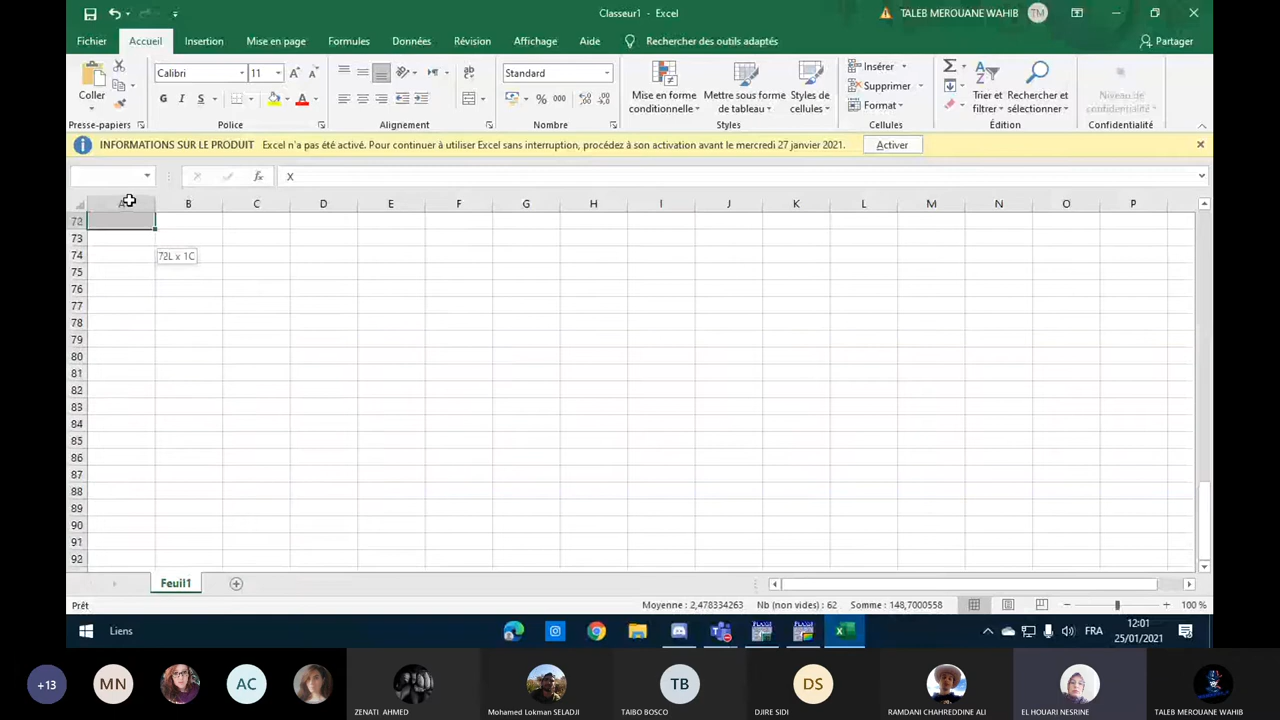 Classeur1 - Excel
TALEB MEROUANE WAHIB TM
Fichier Accueil Insertion Mise en page Formules Données Révision Affichage Aide Rechercher des outils adaptés Partager
Coller
Calibri 11
G I S
Standard
% 000
Mise en forme conditionnelle
Mettre sous forme de tableau
Styles de cellules
Insérer
Supprimer
Format
Trier et filtrer
Rechercher et sélectionner
Niveau de confidentialité
Presse-papiers Police Alignement Nombre Styles Cellules Édition Confidentialité
INFORMATIONS SUR LE PRODUIT Excel n'a pas été activé. Pour continuer à utiliser Excel sans interruption, procédez à son activation avant le mercredi 27 janvier 2021. Activer
fx X
A B C D E F G H I J K L M N O P
72
73
74 72L x 1C
75
76
77
78
79
80
81
82
83
84
85
86
87
88
89
90
91
92
Feuil1
Prêt Moyenne : 2,478334263 Nb (non vides) : 62 Somme : 148,7000558 100 %
Liens FRA 12:01
25/01/2021
+13 MN AC TB DS
ZENATI AHMED Mohamed Lokman SELADJI TAIBO BOSCO DJIRE SIDI RAMDANI CHAHREDDINE ALI EL HOUARI NESRINE TALEB MEROUANE WAHIB